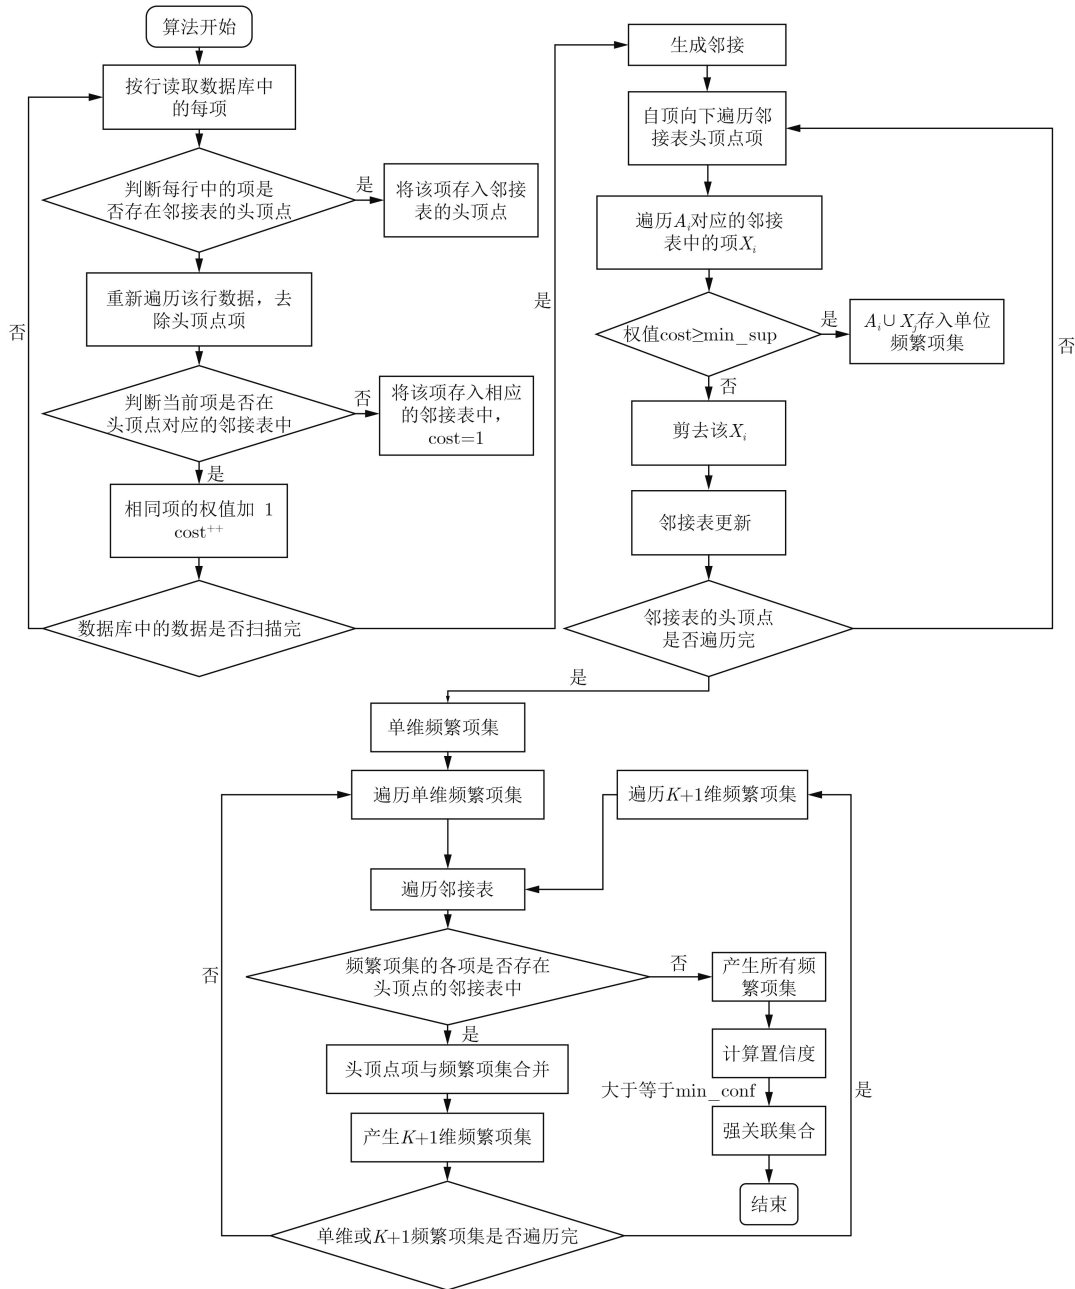 算法开始
按行读取数据库中
的每项
判断每行中的项是
否存在邻接表的头顶点
是
将该项存入邻接
表的头顶点
重新遍历该行数据，去
除头顶点项
判断当前项是否在
头顶点对应的邻接表中
否
将该项存入相应
的邻接表中，
cost=1
是
相同项的权值加 1
cost++
数据库中的数据是否扫描完
否
是
生成邻接
自顶向下遍历邻
接表头顶点项
遍历Ai对应的邻接
表中的项Xi
权值cost≥min_sup
是
Ai∪Xj存入单位
频繁项集
否
剪去该Xi
邻接表更新
邻接表的头顶点
是否遍历完
否
是
单维频繁项集
遍历单维频繁项集
遍历K+1维频繁项集
遍历邻接表
频繁项集的各项是否存在
头顶点的邻接表中
否
产生所有频
繁项集
是
头顶点项与频繁项集合并
计算置信度
大于等于min_conf
产生K+1维频繁项集
强关联集合
结束
单维或K+1频繁项集是否遍历完
否
是